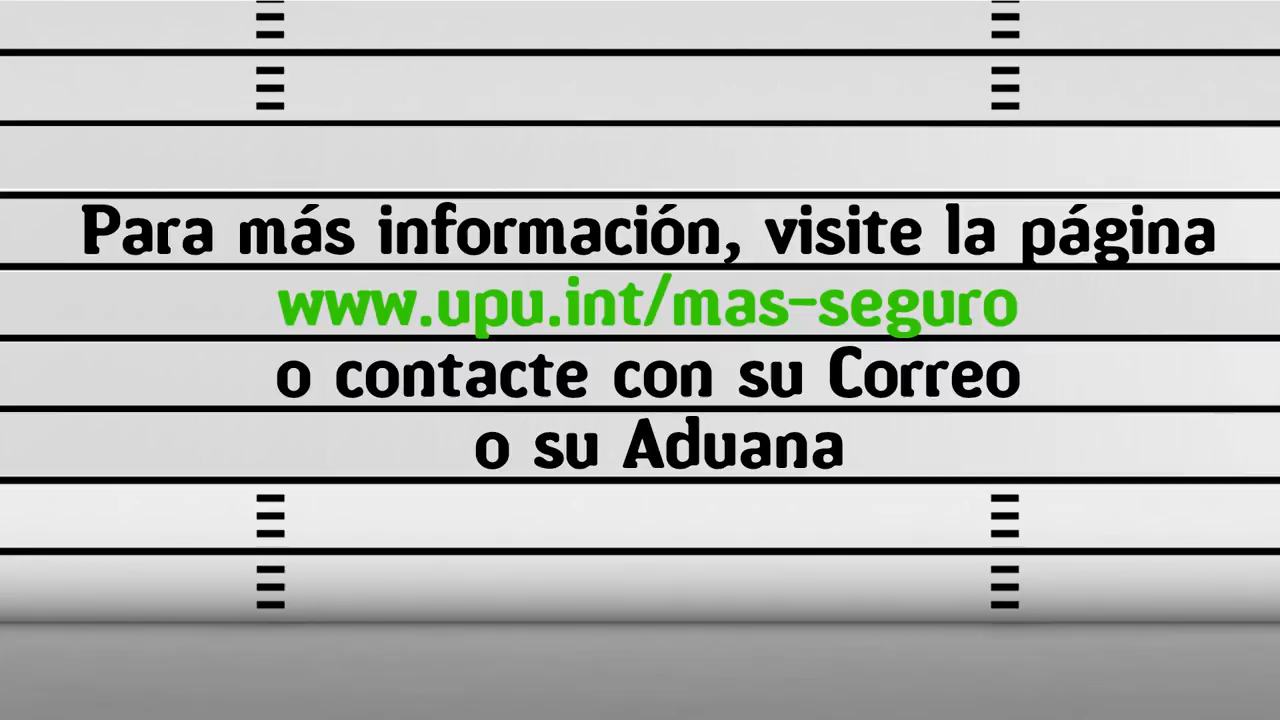 Para más información, visite la página
www.upu.int/mas-seguro
o contacte con su Correo
o su Aduana